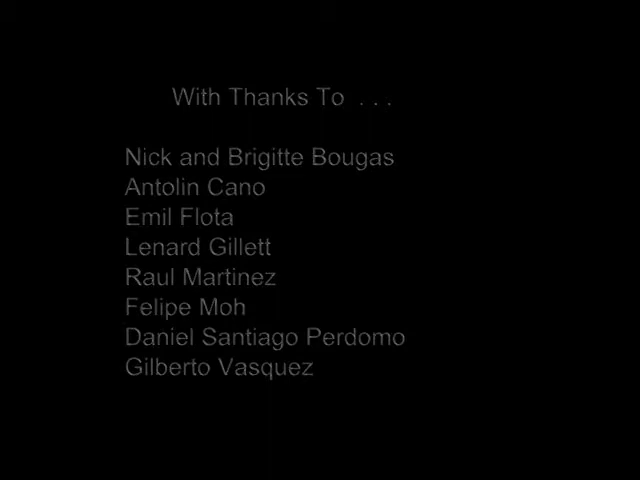 With Thanks To . . .
Nick and Brigitte Bougas
Antolin Cano
Emil Flota
Lenard Gillett
Raul Martinez
Felipe Moh
Daniel Santiago Perdomo
Gilberto Vasquez